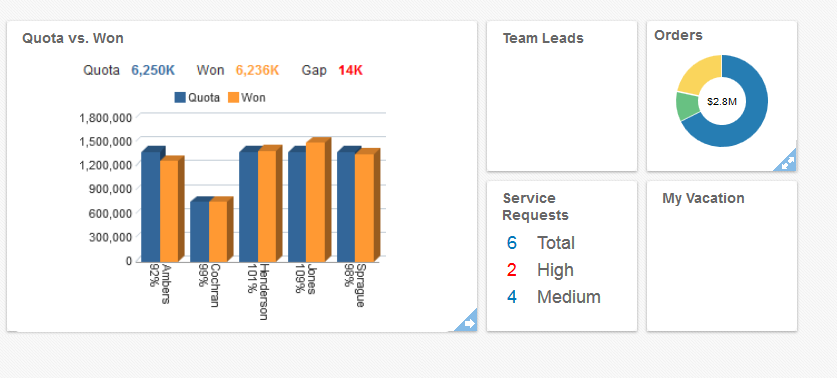 Quota vs. Won
Quota 6,250K Won 6,236K Gap 14K
Quota Won
1,800,000
1,500,000
1,200,000
900,000
600,000
300,000
0
Ambers
92%
Cochran
99%
Henderson
101%
Jones
109%
Sprague
98%
Team Leads
Orders
$2.8M
Service
Requests
6 Total
2 High
4 Medium
My Vacation